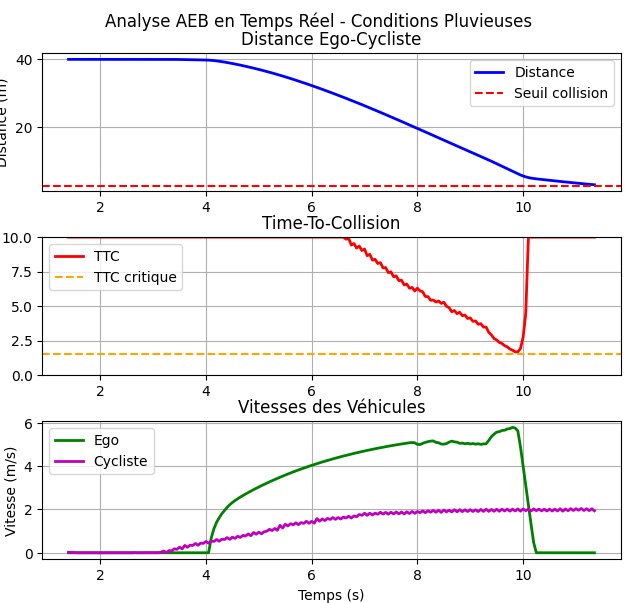 Analyse AEB en Temps Réel - Conditions Pluvieuses
Distance Ego-Cycliste
Distance (m)
40
20
Distance
Seuil collision
2 4 6 8 10
Time-To-Collision
10.0
7.5
5.0
2.5
0.0
TTC
TTC critique
2 4 6 8 10
Vitesses des Véhicules
Vitesse (m/s)
6
4
2
0
Ego
Cycliste
2 4 6 8 10
Temps (s)